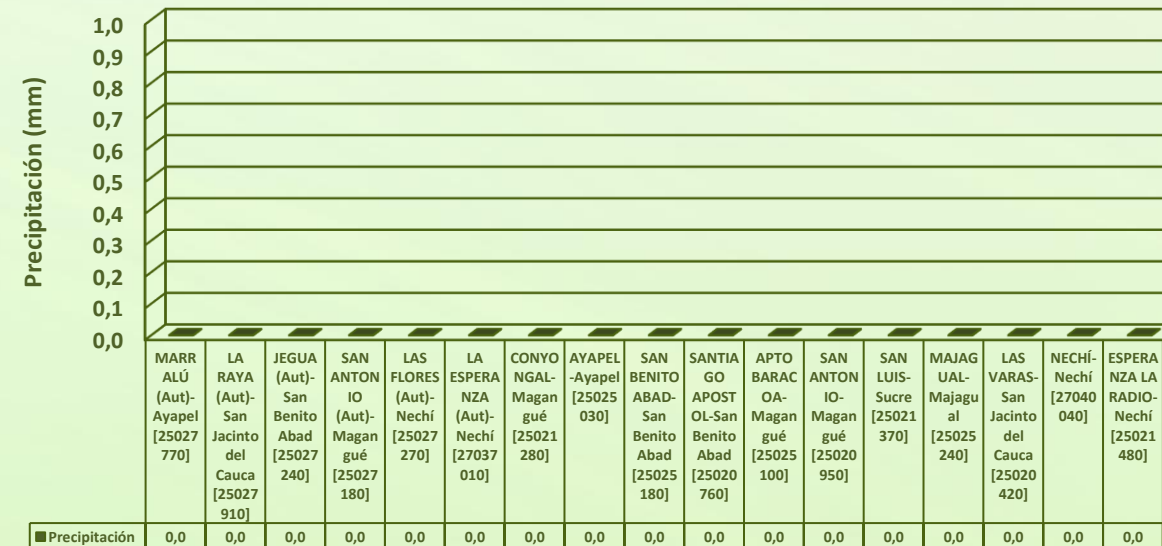 Precipitación (mm)
1,0
0,9
0,8
0,7
0,6
0,5
0,4
0,3
0,2
0,1
0,0
MARR
ALÚ
(Aut)-
Ayapel
[25027
770]
LA
RAYA
(Aut)-
San
Jacinto
del
Cauca
[25027
910]
JEGUA
(Aut)-
San
Benito
Abad
[25027
240]
SAN
ANTON
IO
(Aut)-
Magan
gué
[25027
180]
LAS
FLORES
(Aut)-
Nechí
[25027
270]
LA
ESPERA
NZA
(Aut)-
Nechí
[27037
010]
CONYO
NGAL-
Magan
gué
[25021
280]
AYAPEL
-Ayapel
[25025
030]
SAN
BENITO
ABAD-
San
Benito
Abad
[25025
180]
SANTIA
GO
APOST
OL-San
Benito
Abad
[25020
760]
APTO
BARAC
OA-
Magan
gué
[25025
100]
SAN
ANTON
IO-
Magan
gué
[25020
950]
SAN
LUIS-
Sucre
[25021
370]
MAJAG
UAL-
Majagu
al
[25025
240]
LAS
VARAS-
San
Jacinto
del
Cauca
[25020
420]
NECHÍ-
Nechí
[27040
040]
ESPERA
NZA LA
RADIO-
Nechí
[25021
480]
Precipitación 0,0 0,0 0,0 0,0 0,0 0,0 0,0 0,0 0,0 0,0 0,0 0,0 0,0 0,0 0,0 0,0 0,0